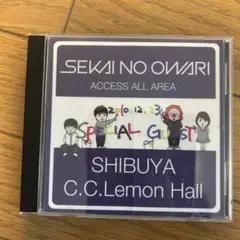 SEKAI NO OWARI
ACCESS ALL AREA
2010.12.23
SPECIAL GUEST
SHIBUYA
C.C.Lemon Hall